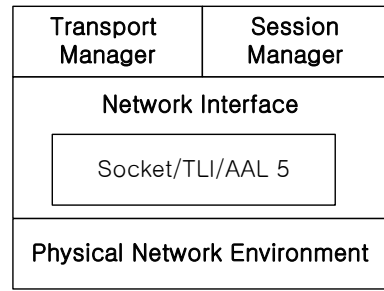 Transport Session
Manager Manager
Network Interface
Socket/TLI/AAL 5
Physical Network Environment